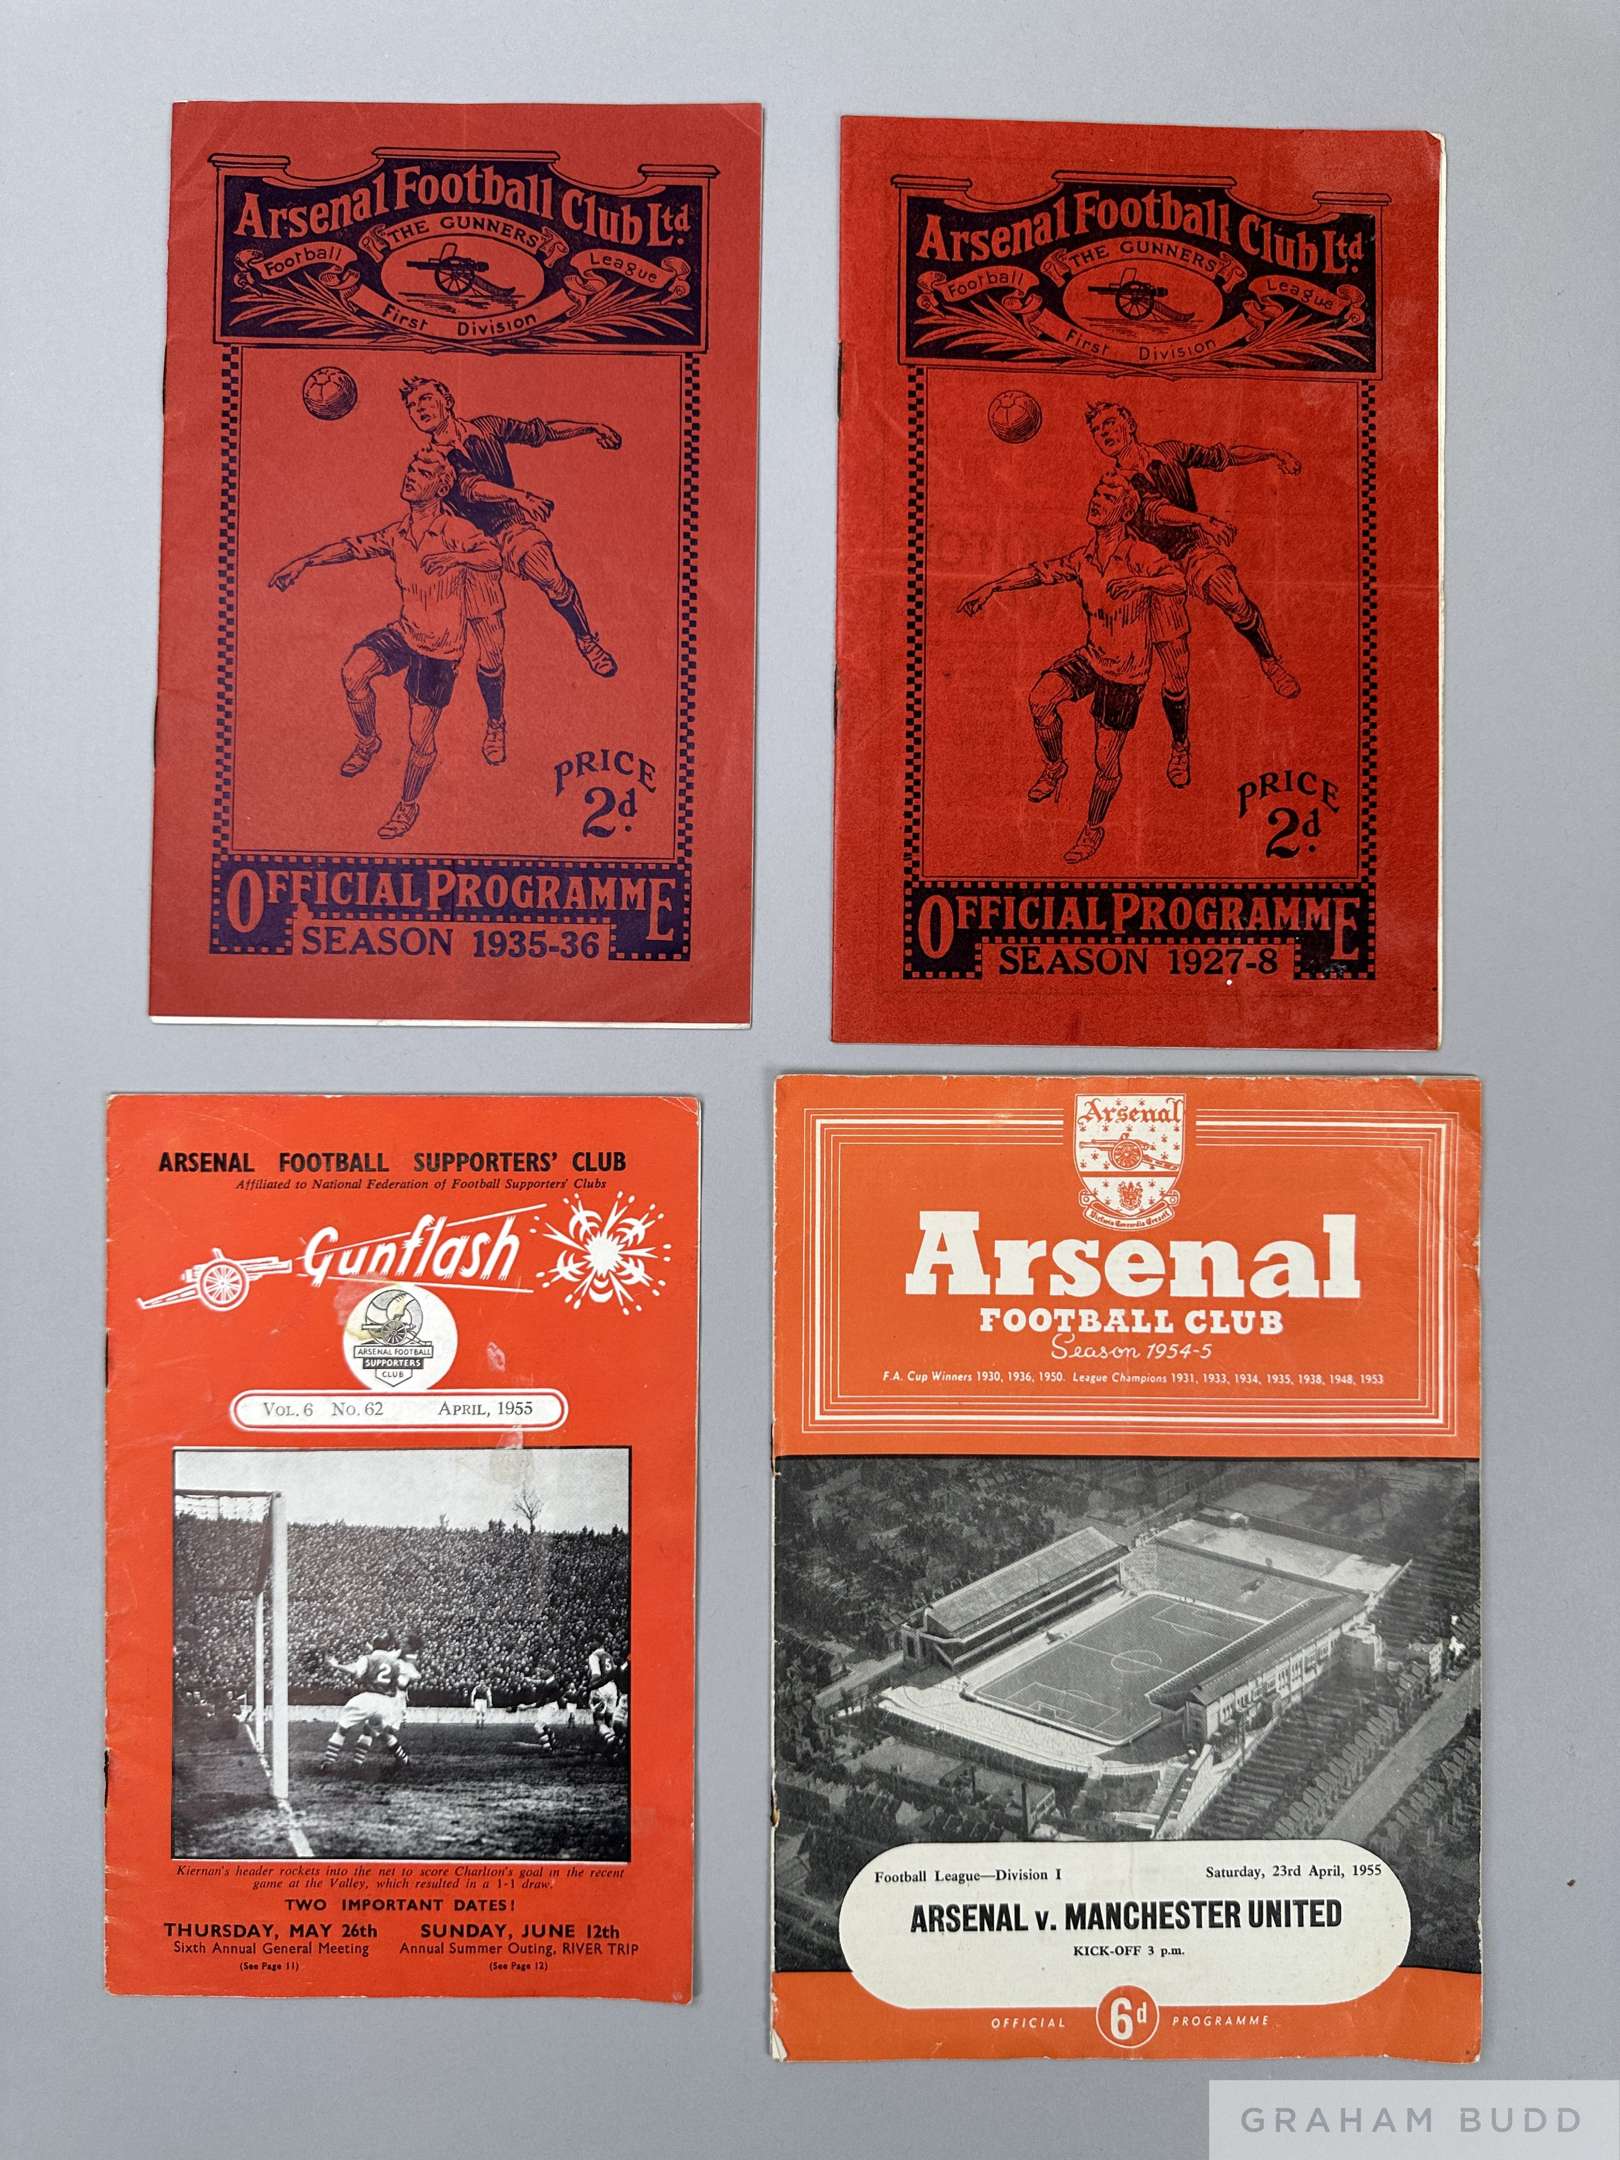 Arsenal Football Club Ltd.
THE GUNNERS
Football League
First Division
PRICE
2d.
OFFICIAL PROGRAMME
SEASON 1935-36
Arsenal Football Club Ltd.
THE GUNNERS
Football League
First Division
PRICE
2d.
OFFICIAL PROGRAMME
SEASON 1927-8
ARSENAL FOOTBALL SUPPORTERS' CLUB
Affiliated to National Federation of Football Supporters' Clubs
Gunflash
ARSENAL FOOTBALL
SUPPORTERS
CLUB
VOL. 6 NO. 62 APRIL, 1955
2
5
Kiernan's header rockets into the net to score Charlton's goal in the recent
game at the Valley, which resulted in a 1-1 draw.
TWO IMPORTANT DATES!
THURSDAY, MAY 26th SUNDAY, JUNE 12th
Sixth Annual General Meeting Annual Summer Outing, RIVER TRIP
(See Page 11) (See Page 12)
Arsenal
Victoria Concordia Crescit
Arsenal
FOOTBALL CLUB
Season 1954-5
F.A. Cup Winners 1930, 1936, 1950. League Champions 1931, 1933, 1934, 1935, 1938, 1948, 1953
Football League—Division I Saturday, 23rd April, 1955
ARSENAL v. MANCHESTER UNITED
KICK-OFF 3 p.m.
OFFICIAL 6d PROGRAMME
GRAHAM BUDD